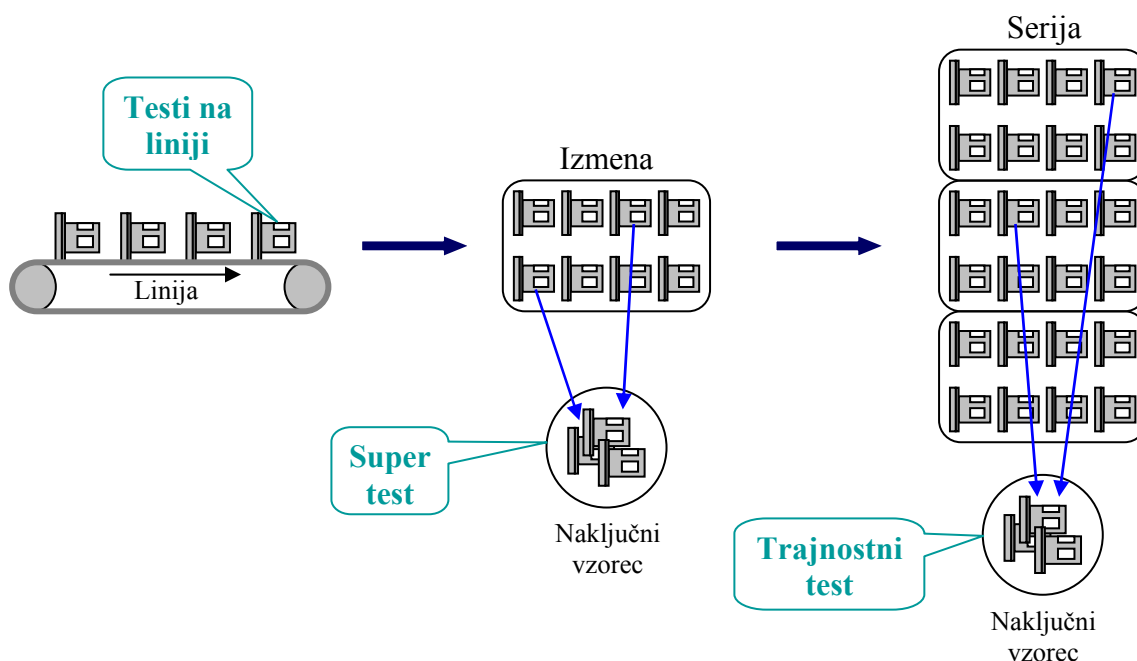 Testi na
liniji
Linija
Izmena
Super
test
Naključni
vzorec
Serija
Trajnostni
test
Naključni
vzorec